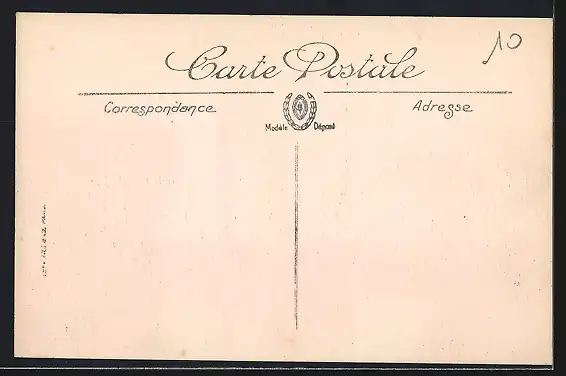 Carte Postale
10
Correspondance
Adresse
Modèle Déposé